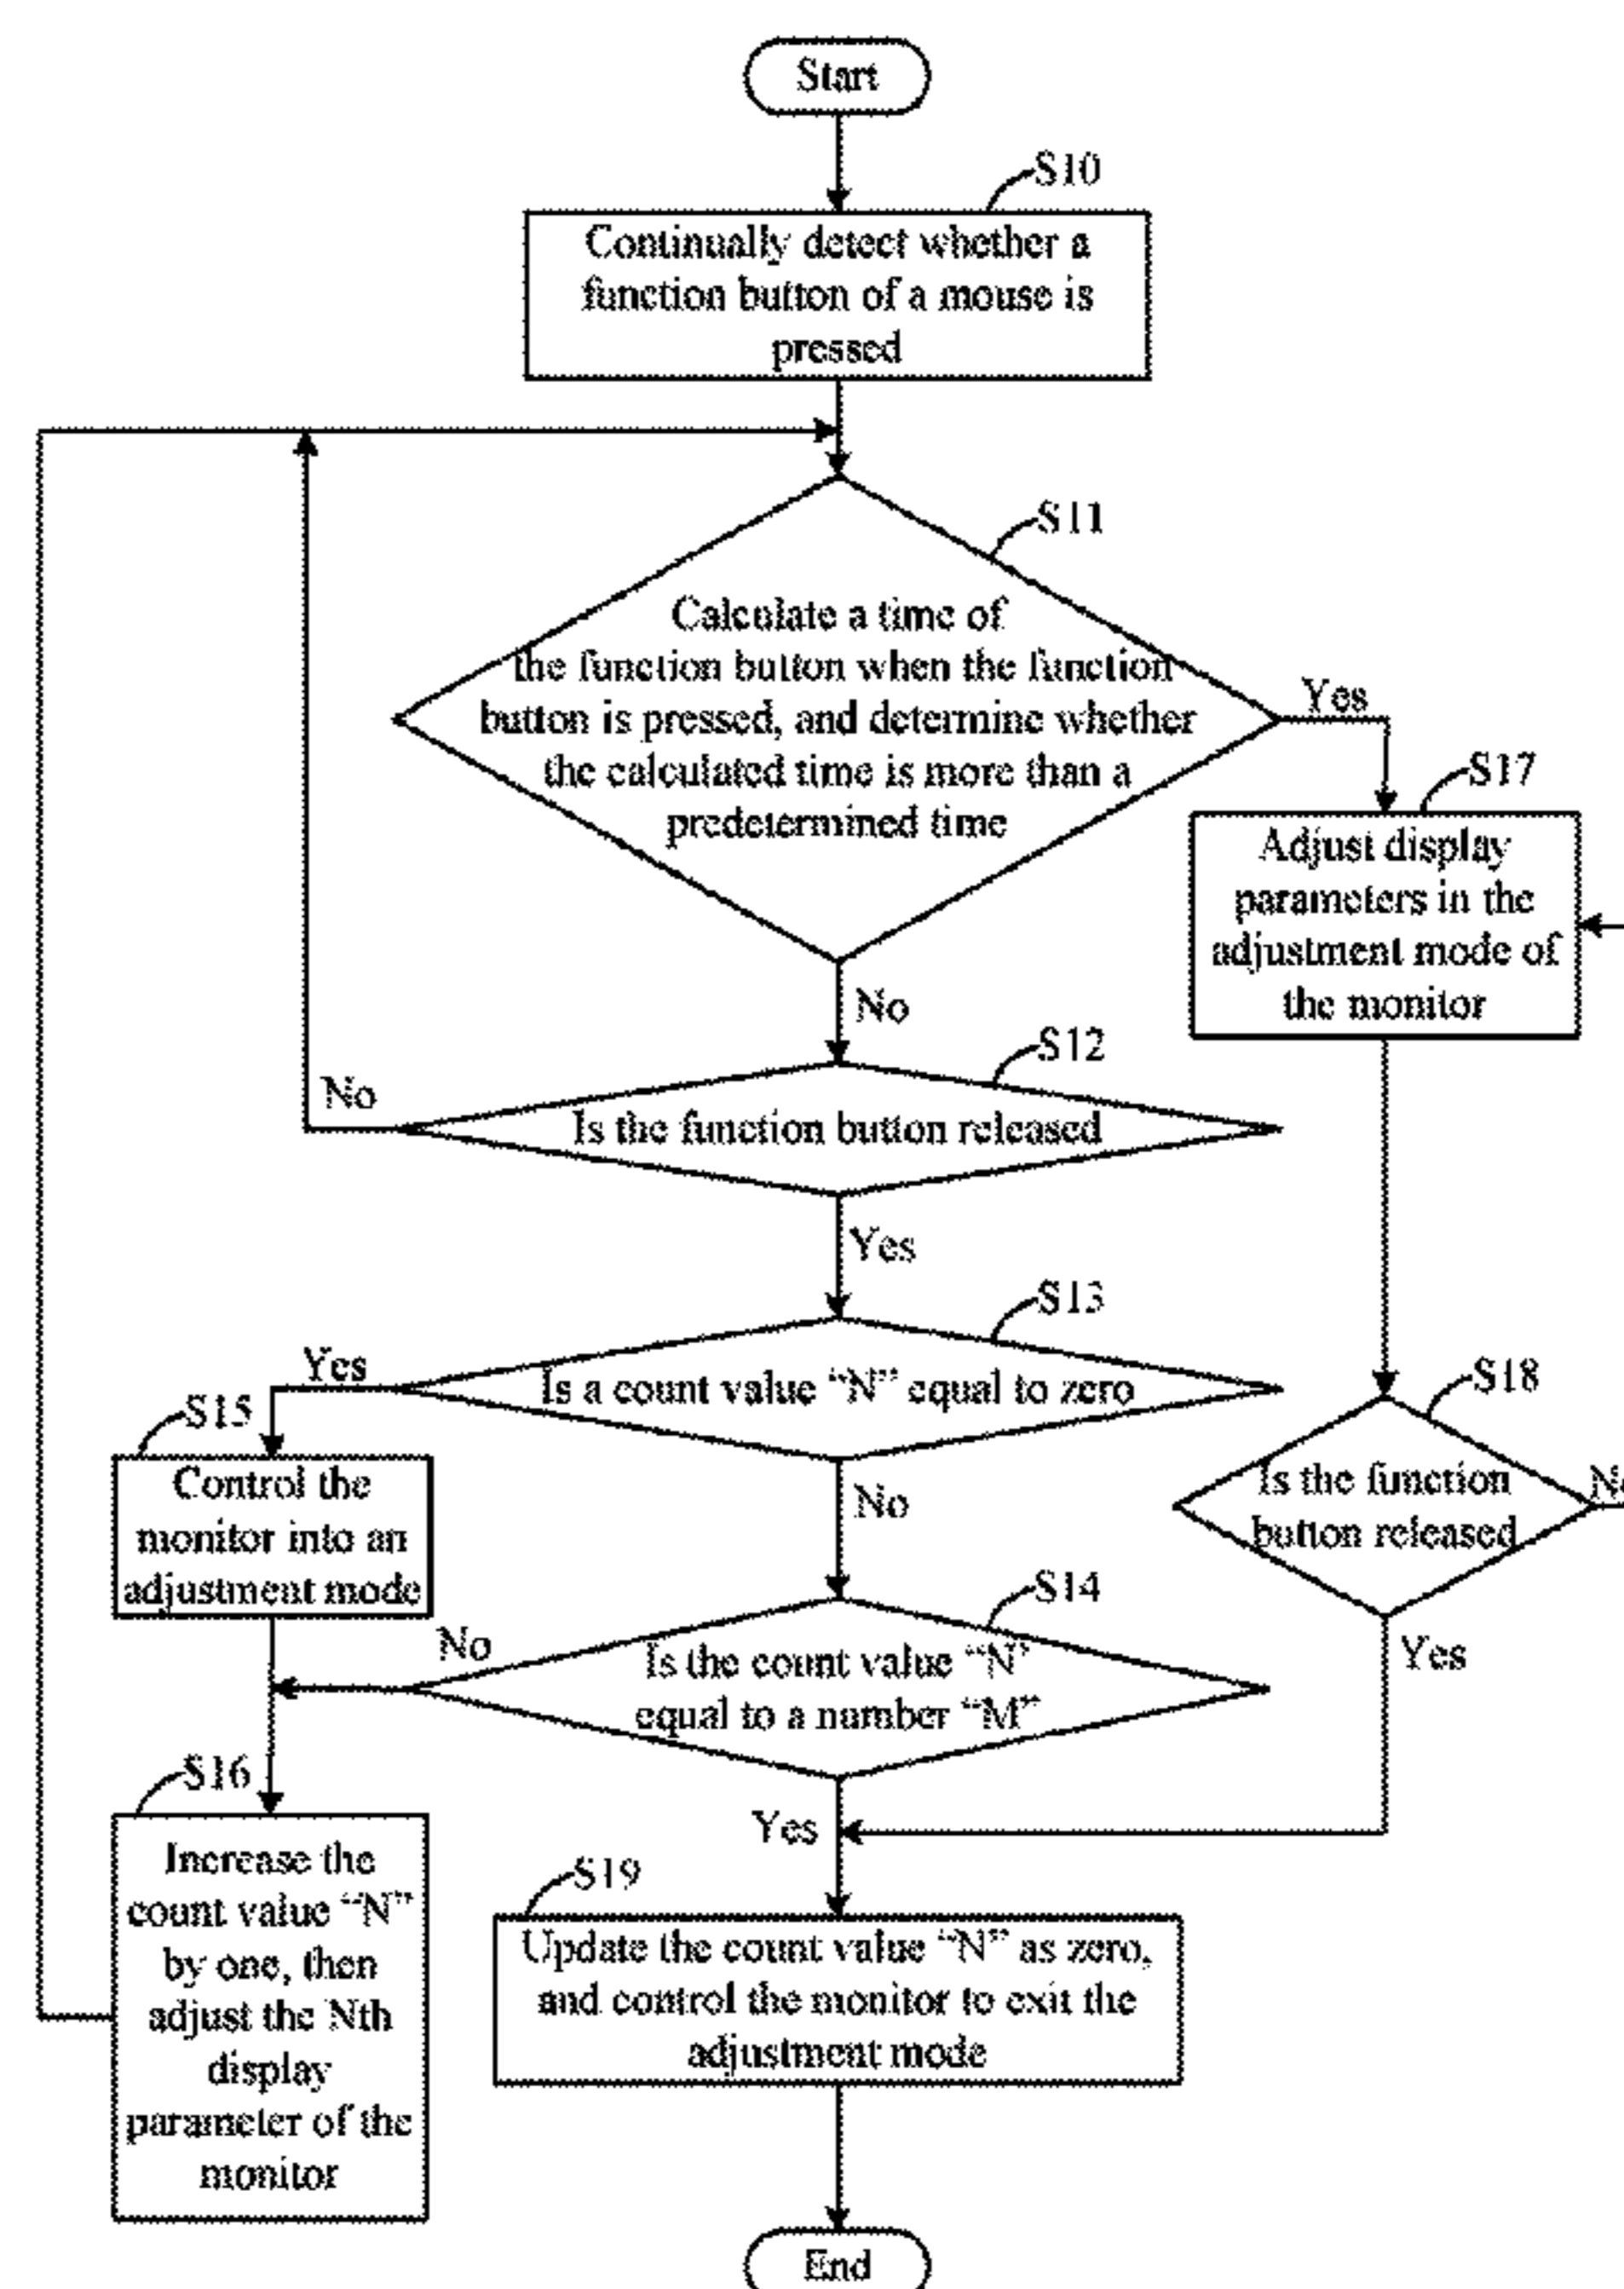 Start
S10
Continually detect whether a
function button of a mouse is
pressed
S11
Calculate a time of
the function button when the function
button is pressed, and determine whether
the calculated time is more than a
predetermined time
Yes
S17
Adjust display
parameters in the
adjustment mode of
the monitor
No
S12
Is the function button released
No
Yes
S13
Is a count value “N” equal to zero
Yes
S15
Control the
monitor into an
adjustment mode
No
S18
Is the function
button released
No
Yes
S14
Is the count value “N’
equal to a number “M”
No
Yes
S16
Increase the
count value “N”
by one, then
adjust the Nth
display
parameter of the
monitor
S19
Update the count value “N” as zero,
and control the monitor to exit the
adjustment mode
End